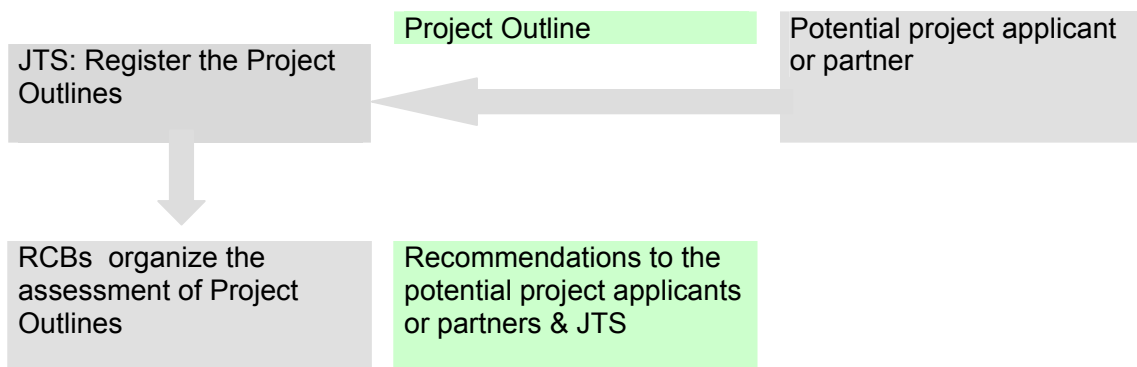 Project Outline
Potential project applicant
or partner
JTS: Register the Project
Outlines
RCBs organize the
assessment of Project
Outlines
Recommendations to the
potential project applicants
or partners & JTS